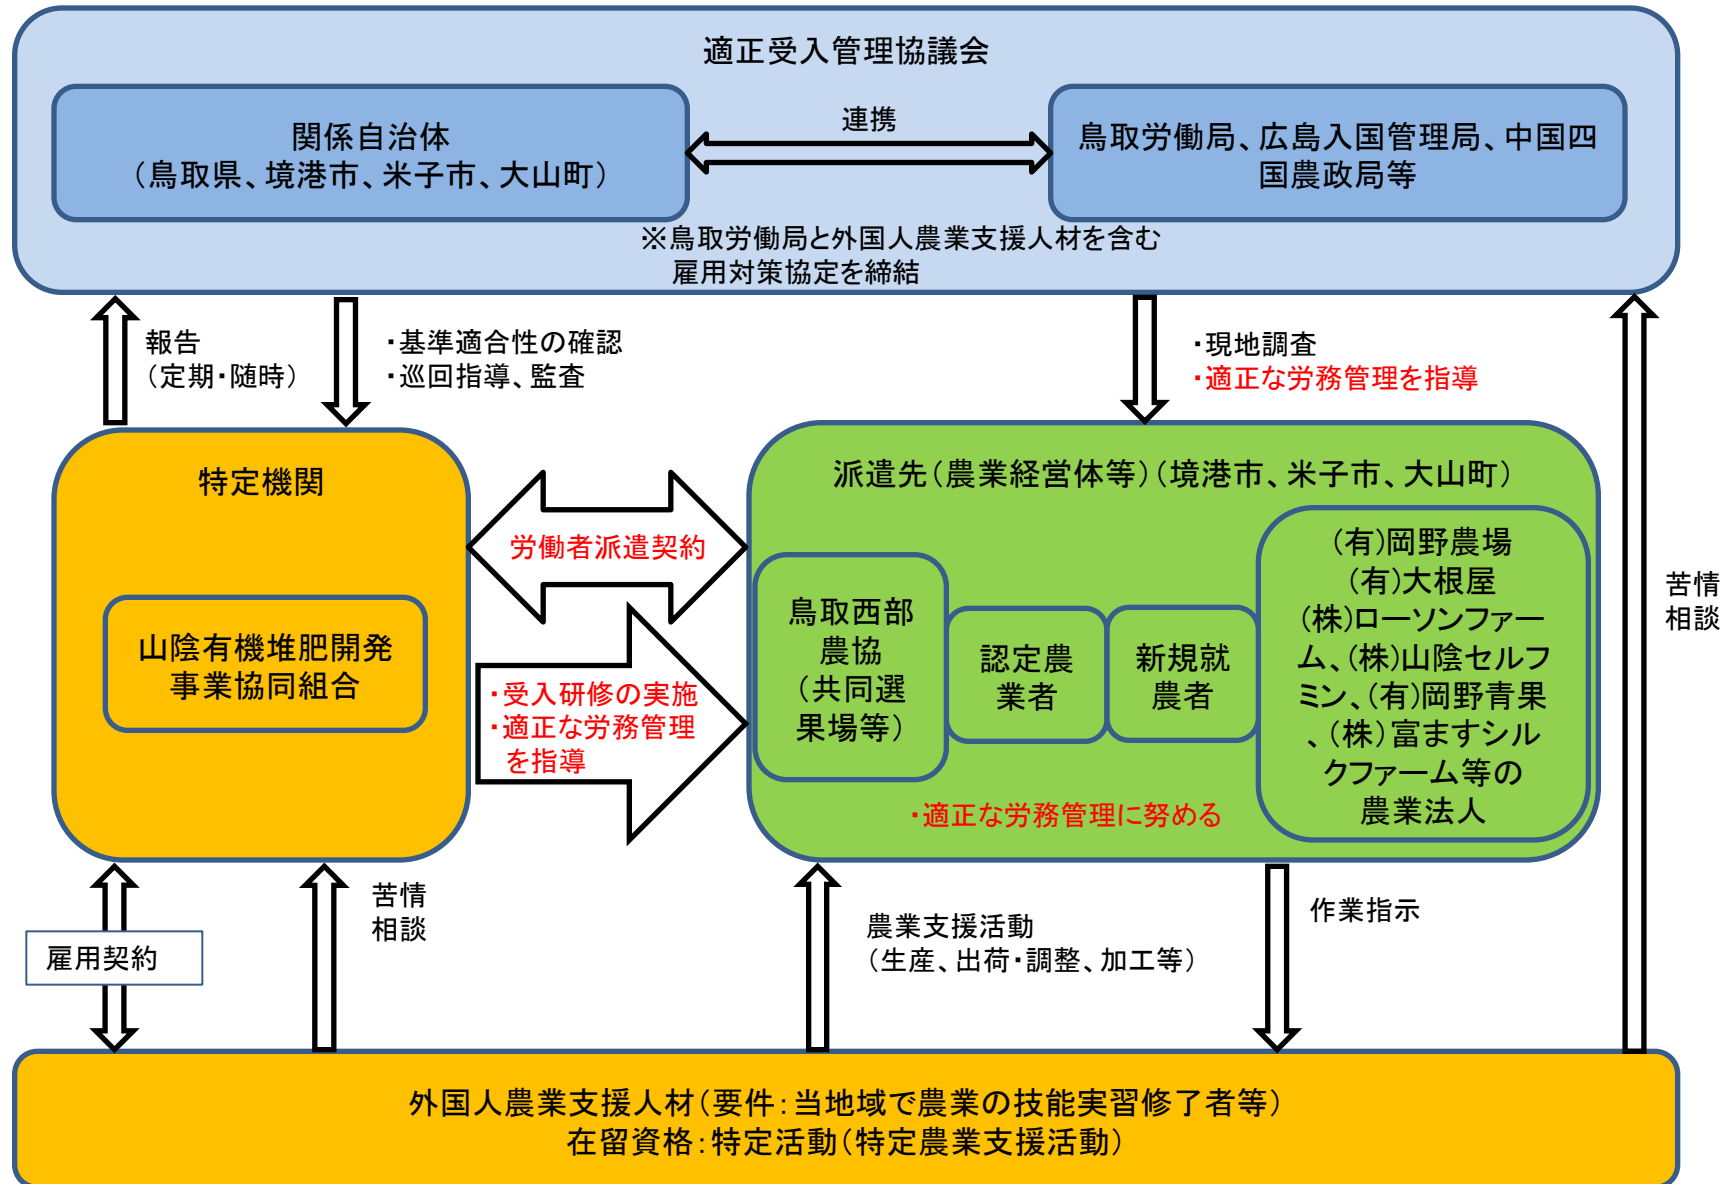 適正受入管理協議会
関係自治体
（鳥取県、境港市、米子市、大山町）
連携
鳥取労働局、広島入国管理局、中国四
国農政局等
※鳥取労働局と外国人農業支援人材を含む
雇用対策協定を締結
報告
（定期・随時）
・基準適合性の確認
・巡回指導、監査
・現地調査
・適正な労務管理を指導
特定機関
山陰有機堆肥開発
事業協同組合
労働者派遣契約
・受入研修の実施
・適正な労務管理
を指導
派遣先（農業経営体等）（境港市、米子市、大山町）
鳥取西部
農協
（共同選
果場等）
認定農
業者
新規就
農者
(有)岡野農場
(有)大根屋
(株)ローソンファー
ム、(株)山陰セルフ
ミン、(有)岡野青果
、(株)富ますシル
クファーム等の
農業法人
・適正な労務管理に努める
苦情
相談
雇用契約
苦情
相談
農業支援活動
（生産、出荷・調整、加工等）
作業指示
外国人農業支援人材（要件：当地域で農業の技能実習修了者等）
在留資格：特定活動（特定農業支援活動）